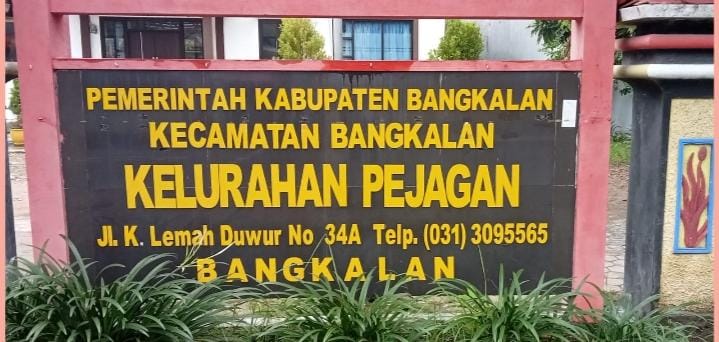 PEMERINTAH KABUPATEN BANGKALAN
KECAMATAN BANGKALAN
KELURAHAN PEJAGAN
Jl. K. Lemah Duwur No 34A Telp. (031) 3095565
BANGKALAN